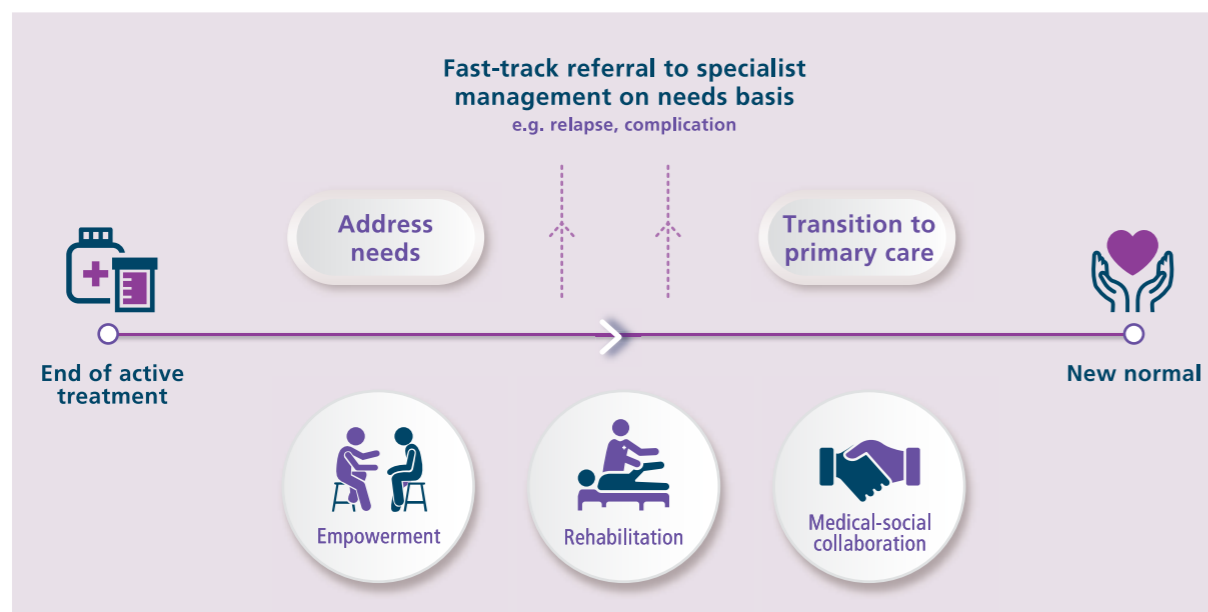 Fast-track referral to specialist
management on needs basis
e.g. relapse, complication
Address
needs
Transition to
primary care
End of active
treatment
New normal
Empowerment
Rehabilitation
Medical-social
collaboration